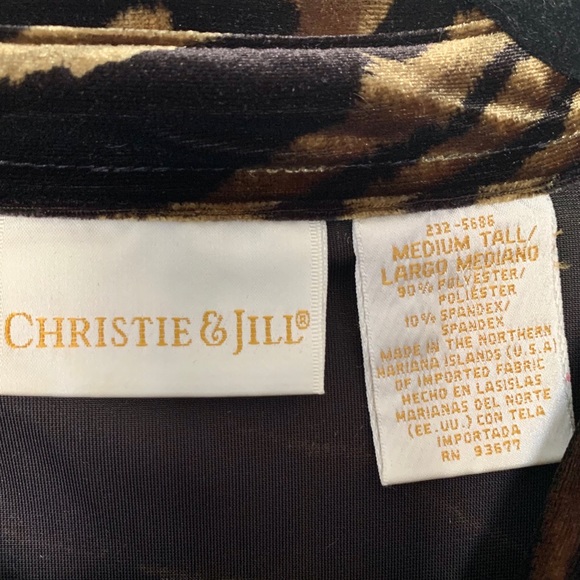 CHRISTIE & JILL®
232-5686
MEDIUM TALL/
LARGO MEDIANO
90% POLYESTER/
POLIÉSTER
10% SPANDEX/
SPANDEX
MADE IN THE NORTHERN
MARIANA ISLANDS (U.S.A)
OF IMPORTED FABRIC
HECHO EN LASISLAS
MARIANAS DEL NORTE
(EE.UU.) CON TELA
IMPORTADA
RN 93677